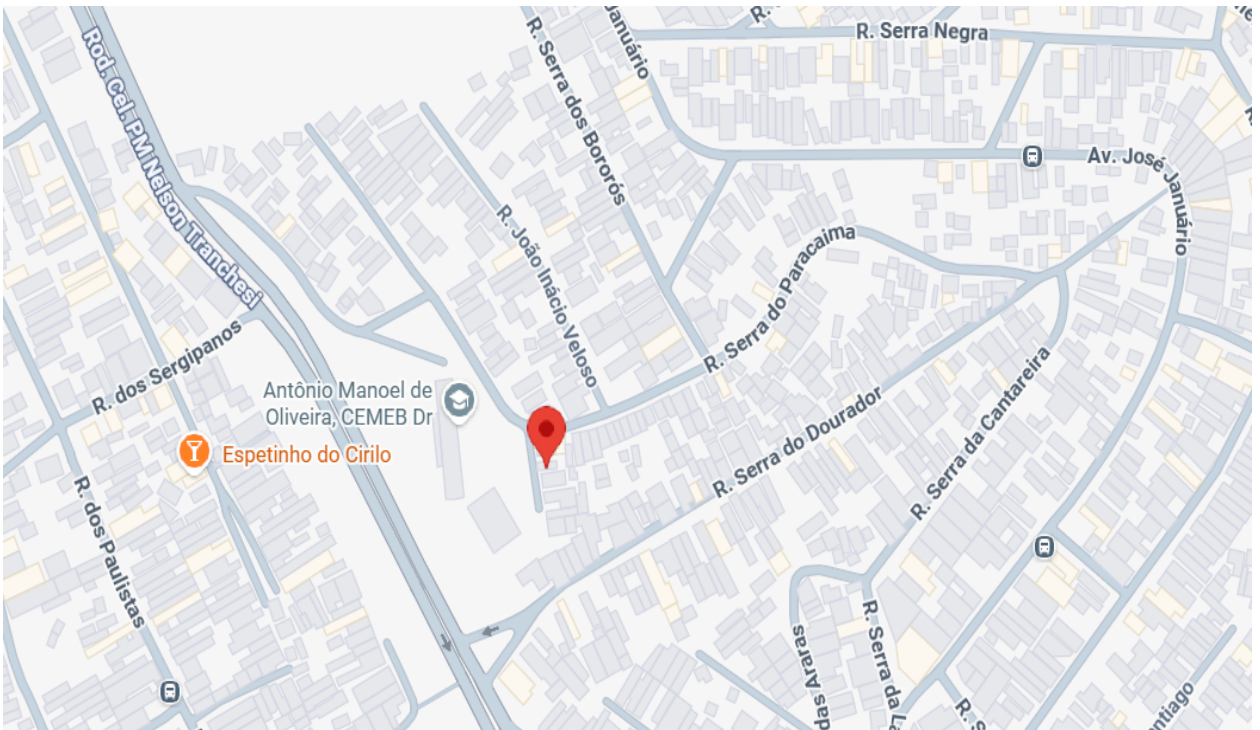 R. Serra Negra
Januário
R. Serra dos Bororós
Rod. Cel. PM Nelson Tranchesi
Av. José Januário
R. João Inácio Veloso
R. Serra do Paracaima
R. dos Sergipanos
Antônio Manoel de
Oliveira, CEMEB Dr
Espetinho do Cirilo
R. Serra do Dourador
R. Serra da Cantareira
R. dos Paulistas
das Araras
R. Serra da La
R. S
ntiago